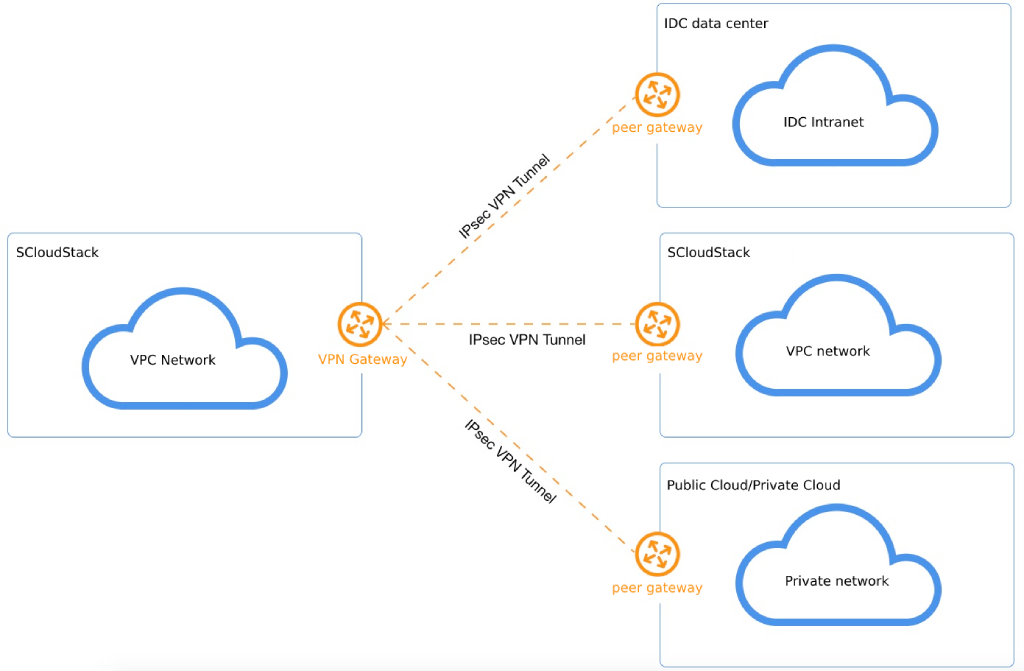 IDC data center
IDC Intranet
peer gateway
IPsec VPN Tunnel
SCloudStack
VPC Network
VPN Gateway
IPsec VPN Tunnel
SCloudStack
VPC network
peer gateway
IPsec VPN Tunnel
Public Cloud/Private Cloud
Private network
peer gateway